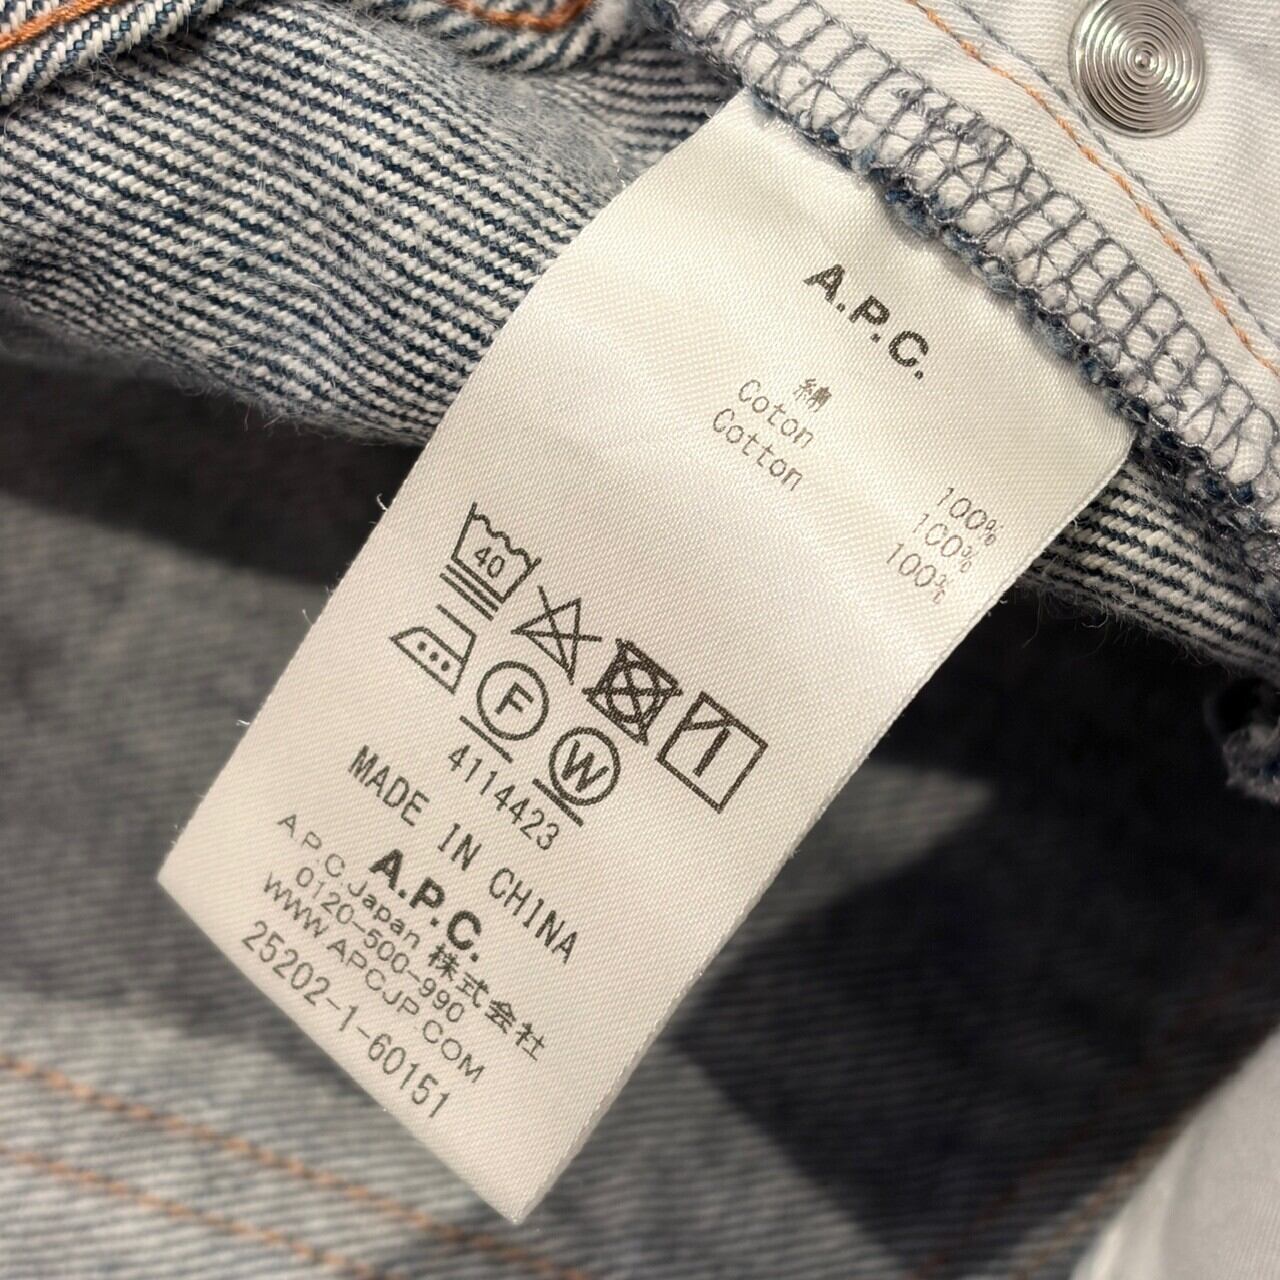 A.P.C.
綿 100%
Coton 100%
Cotton 100%
40
F W
4114423
MADE IN CHINA
A.P.C.
A.P.C Japan 株式会社
0120-500-990
WWW.APCJP.COM
25202-1-60151